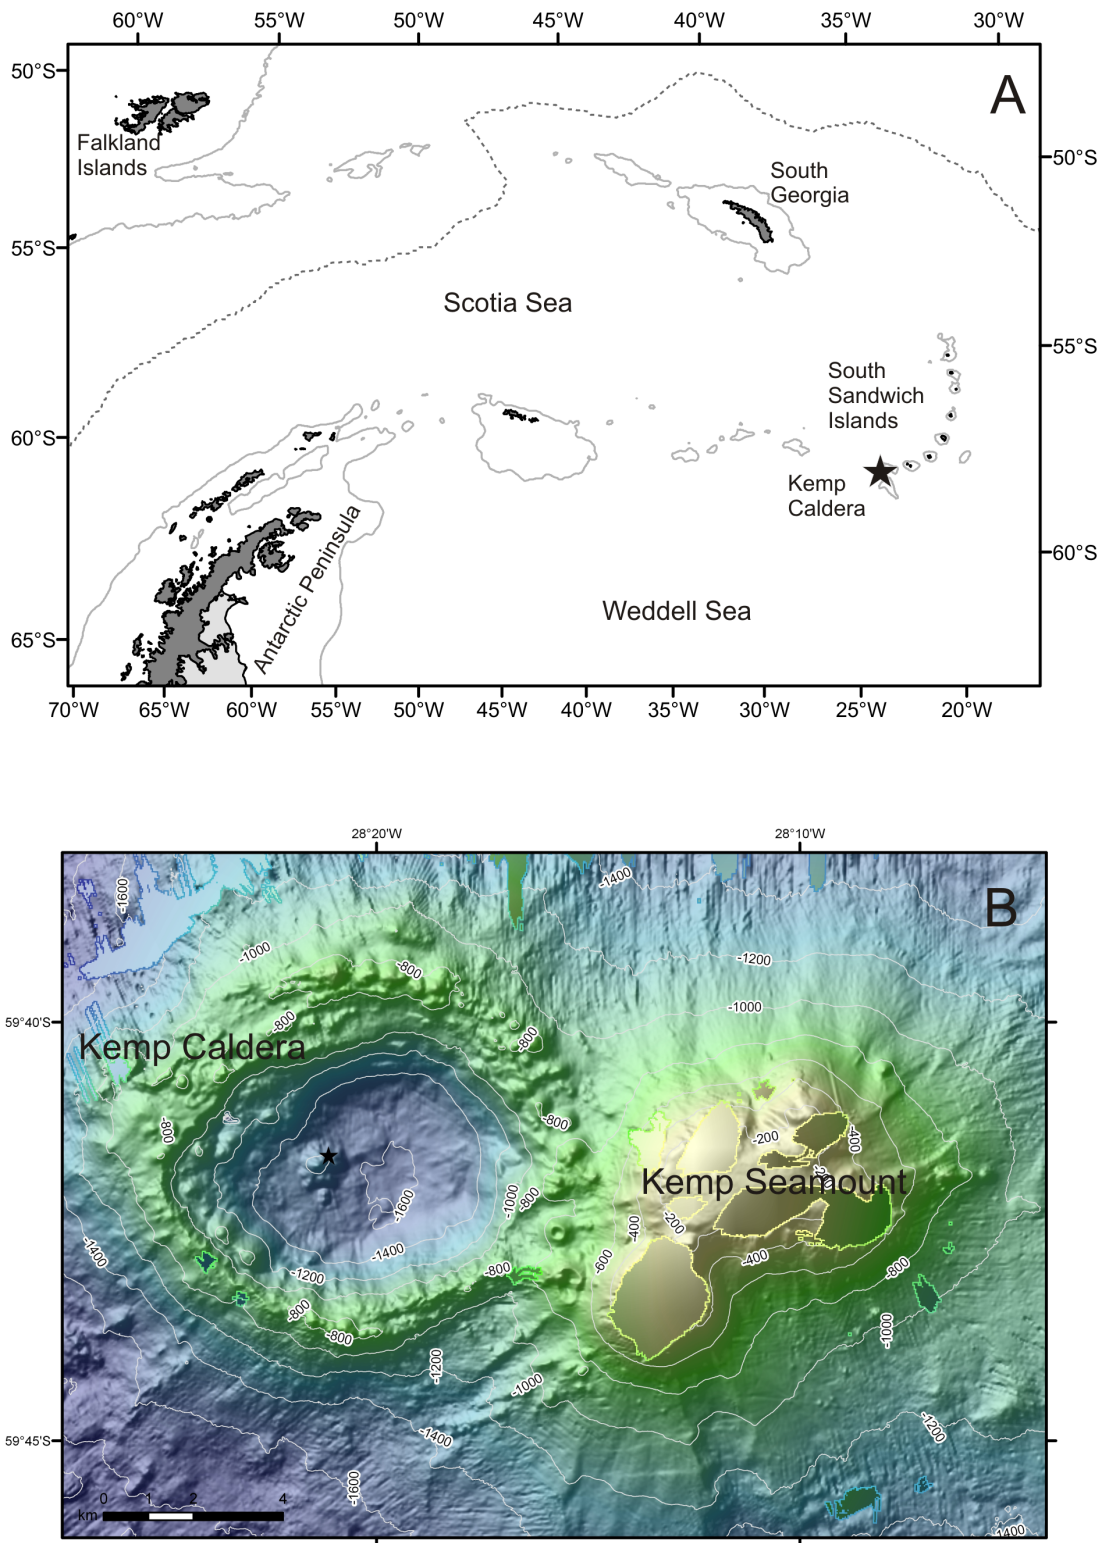 60°W 55°W 50°W 45°W 40°W 35°W 30°W
50°S
A
Falkland
Islands
50°S
South
Georgia
55°S
Scotia Sea
55°S
South
Sandwich
Islands
60°S
Kemp
Caldera
60°S
Antarctic Peninsula
Weddell Sea
65°S
70°W 65°W 60°W 55°W 50°W 45°W 40°W 35°W 30°W 25°W 20°W
28°20'W 28°10'W
-1400
-1600
B
-1000
-800
-1200
-1000
59°40'S
-800
-800
Kemp Caldera
-800
-800
-200
-400
-200
Kemp Seamount
-1000
-800
-1600
-200
-400
-1400
-1400
-600
-400
-800
-1200
-800
-800
-800
-1000
-1200
-1000
-1200
-1400
59°45'S
-1600
0 1 2 4
km
-1400